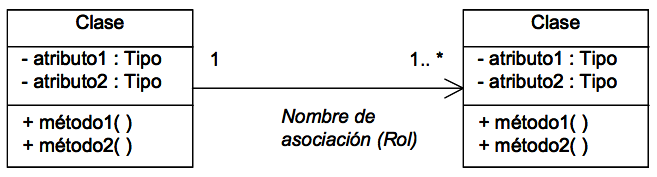 Clase
- atributo1 : Tipo
- atributo2 : Tipo
+ método1( )
+ método2( )
1
1.. *
Nombre de
asociación (Rol)
Clase
- atributo1 : Tipo
- atributo2 : Tipo
+ método1( )
+ método2( )